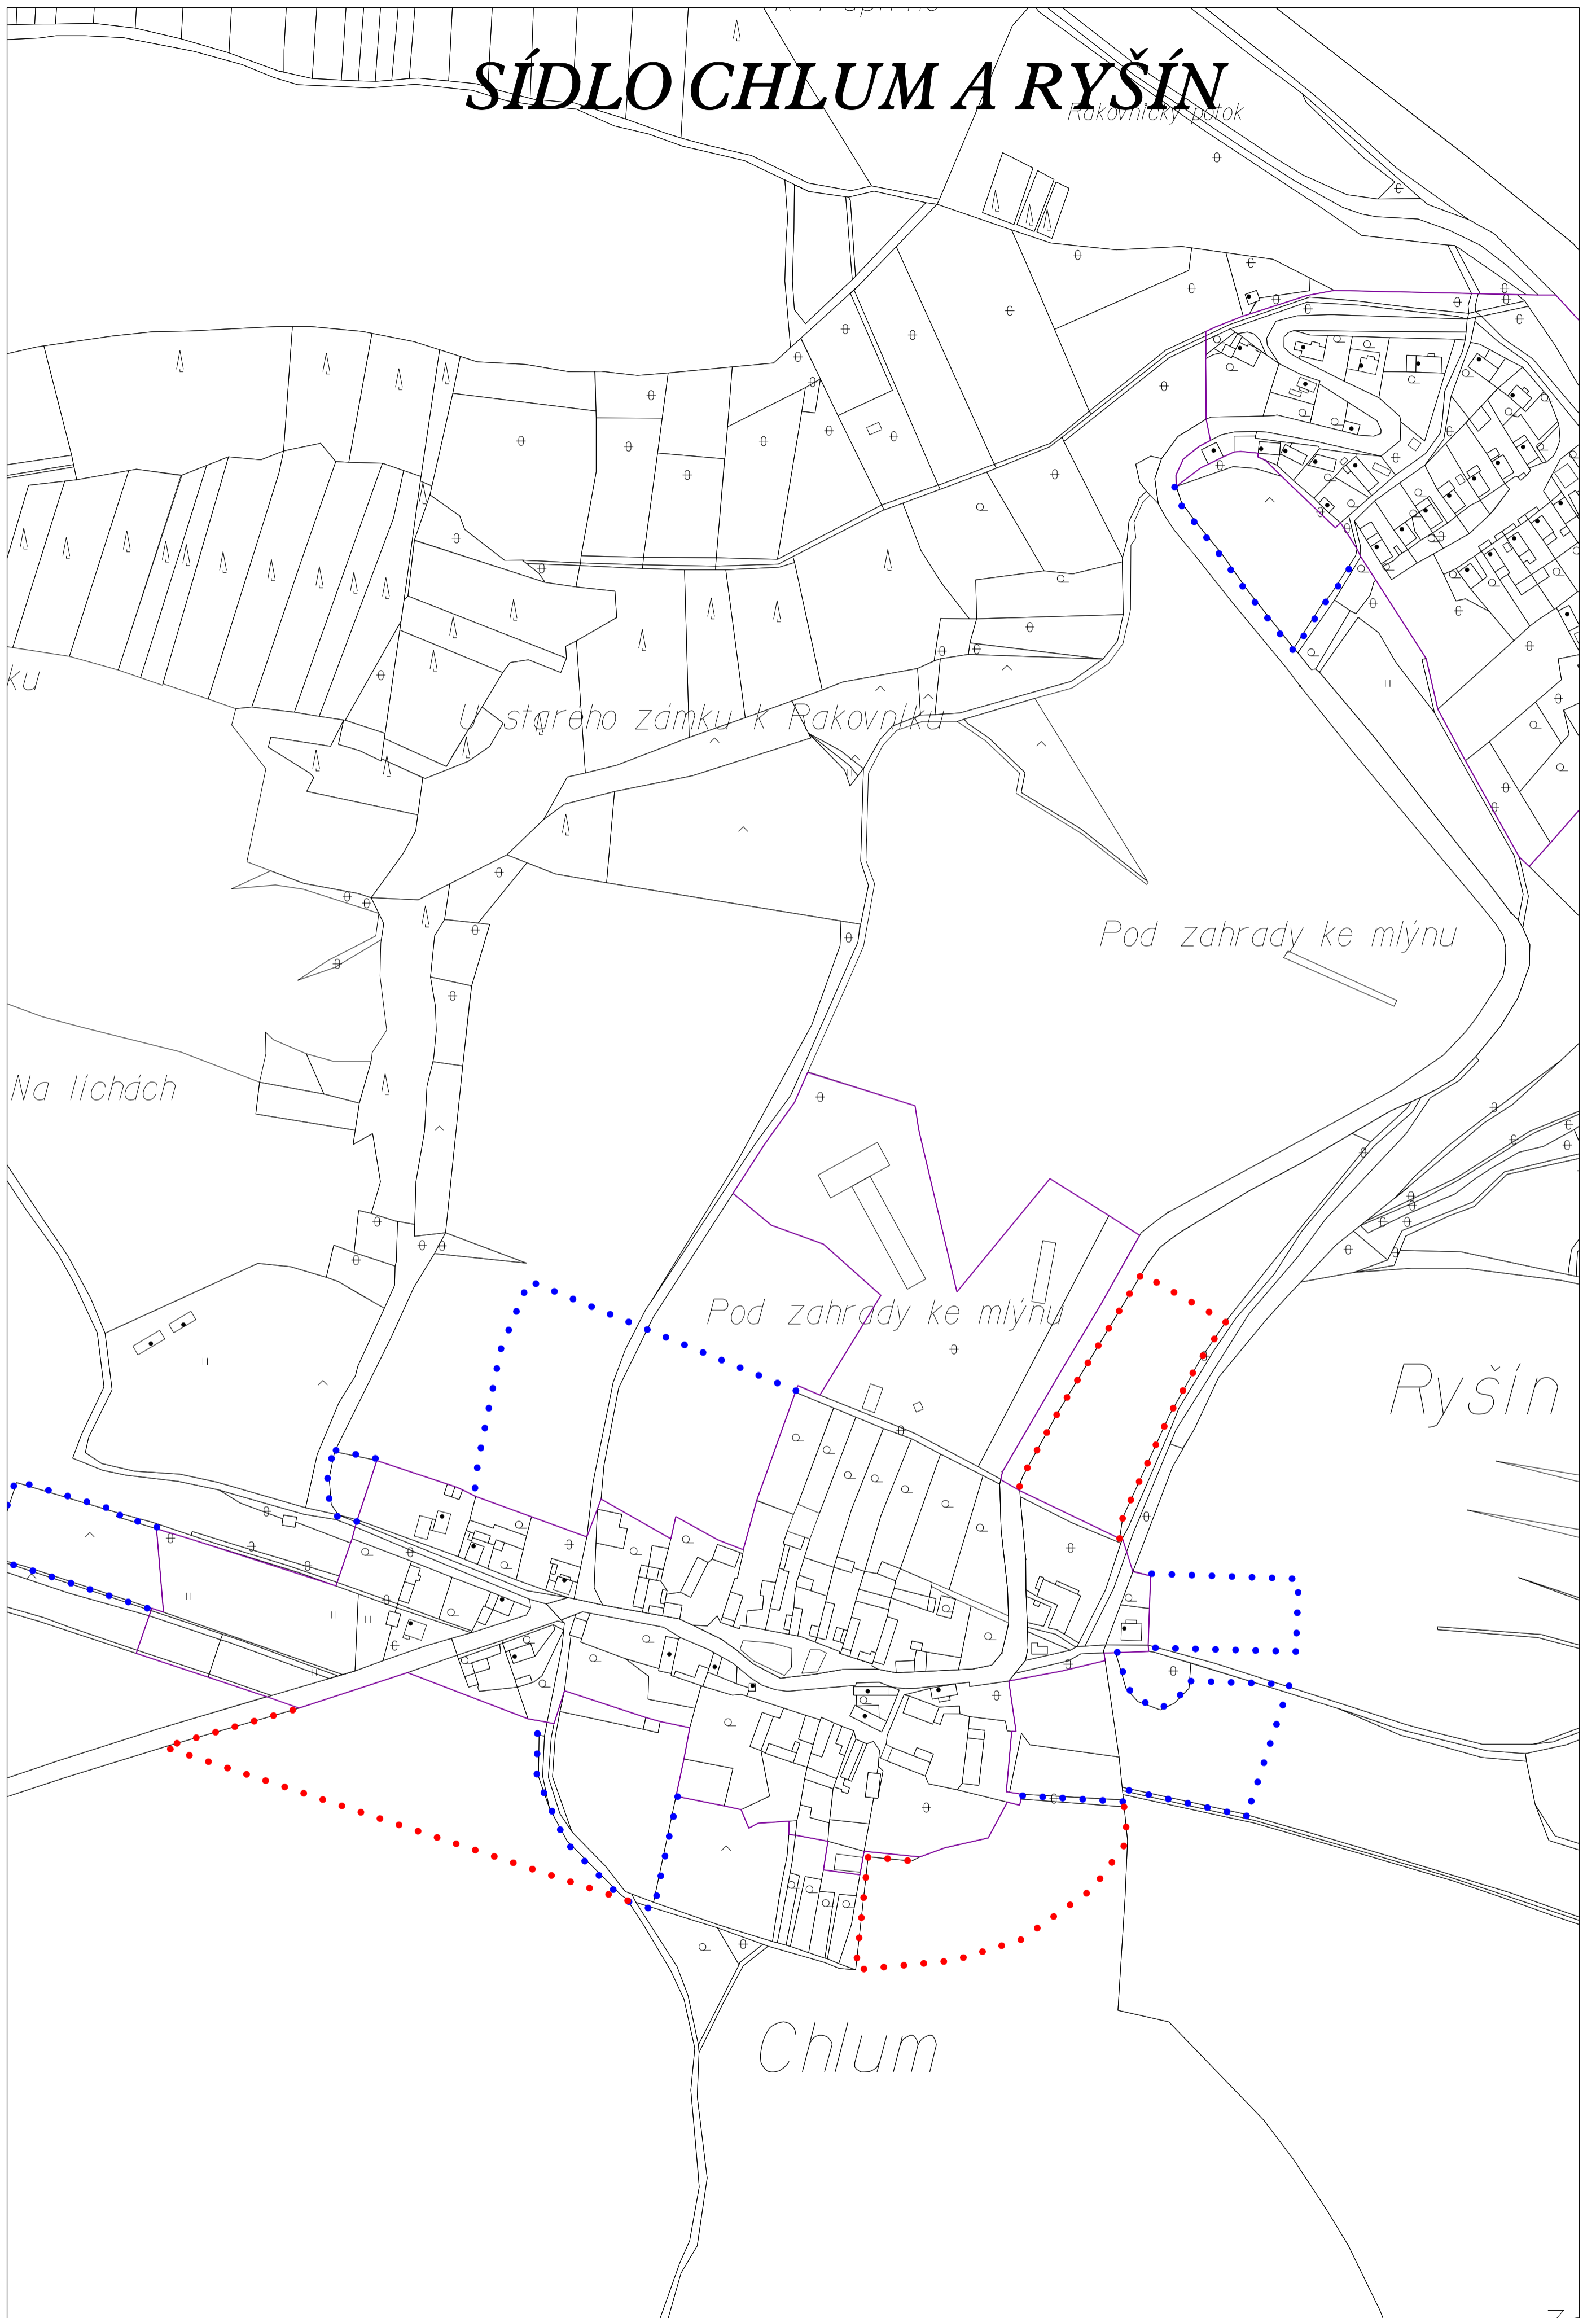 SÍDLO CHLUM A RYŠÍN
Rakovnický potok
ku
U starého zámku k Rakovníku
Pod zahrady ke mlýnu
Na lichách
Pod zahrady ke mlýnu
Ryšín
Chlum